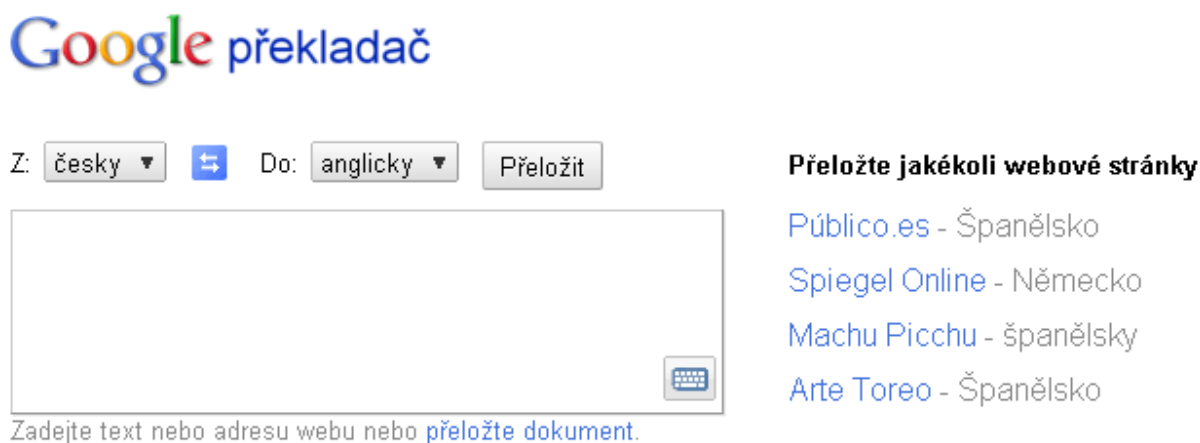 Google překladač
Z: česky Do: anglicky Přeložit
Zadejte text nebo adresu webu nebo přeložte dokument.
Přeložte jakékoli webové stránky
Público.es - Španělsko
Spiegel Online - Německo
Machu Picchu - španělsky
Arte Toreo - Španělsko